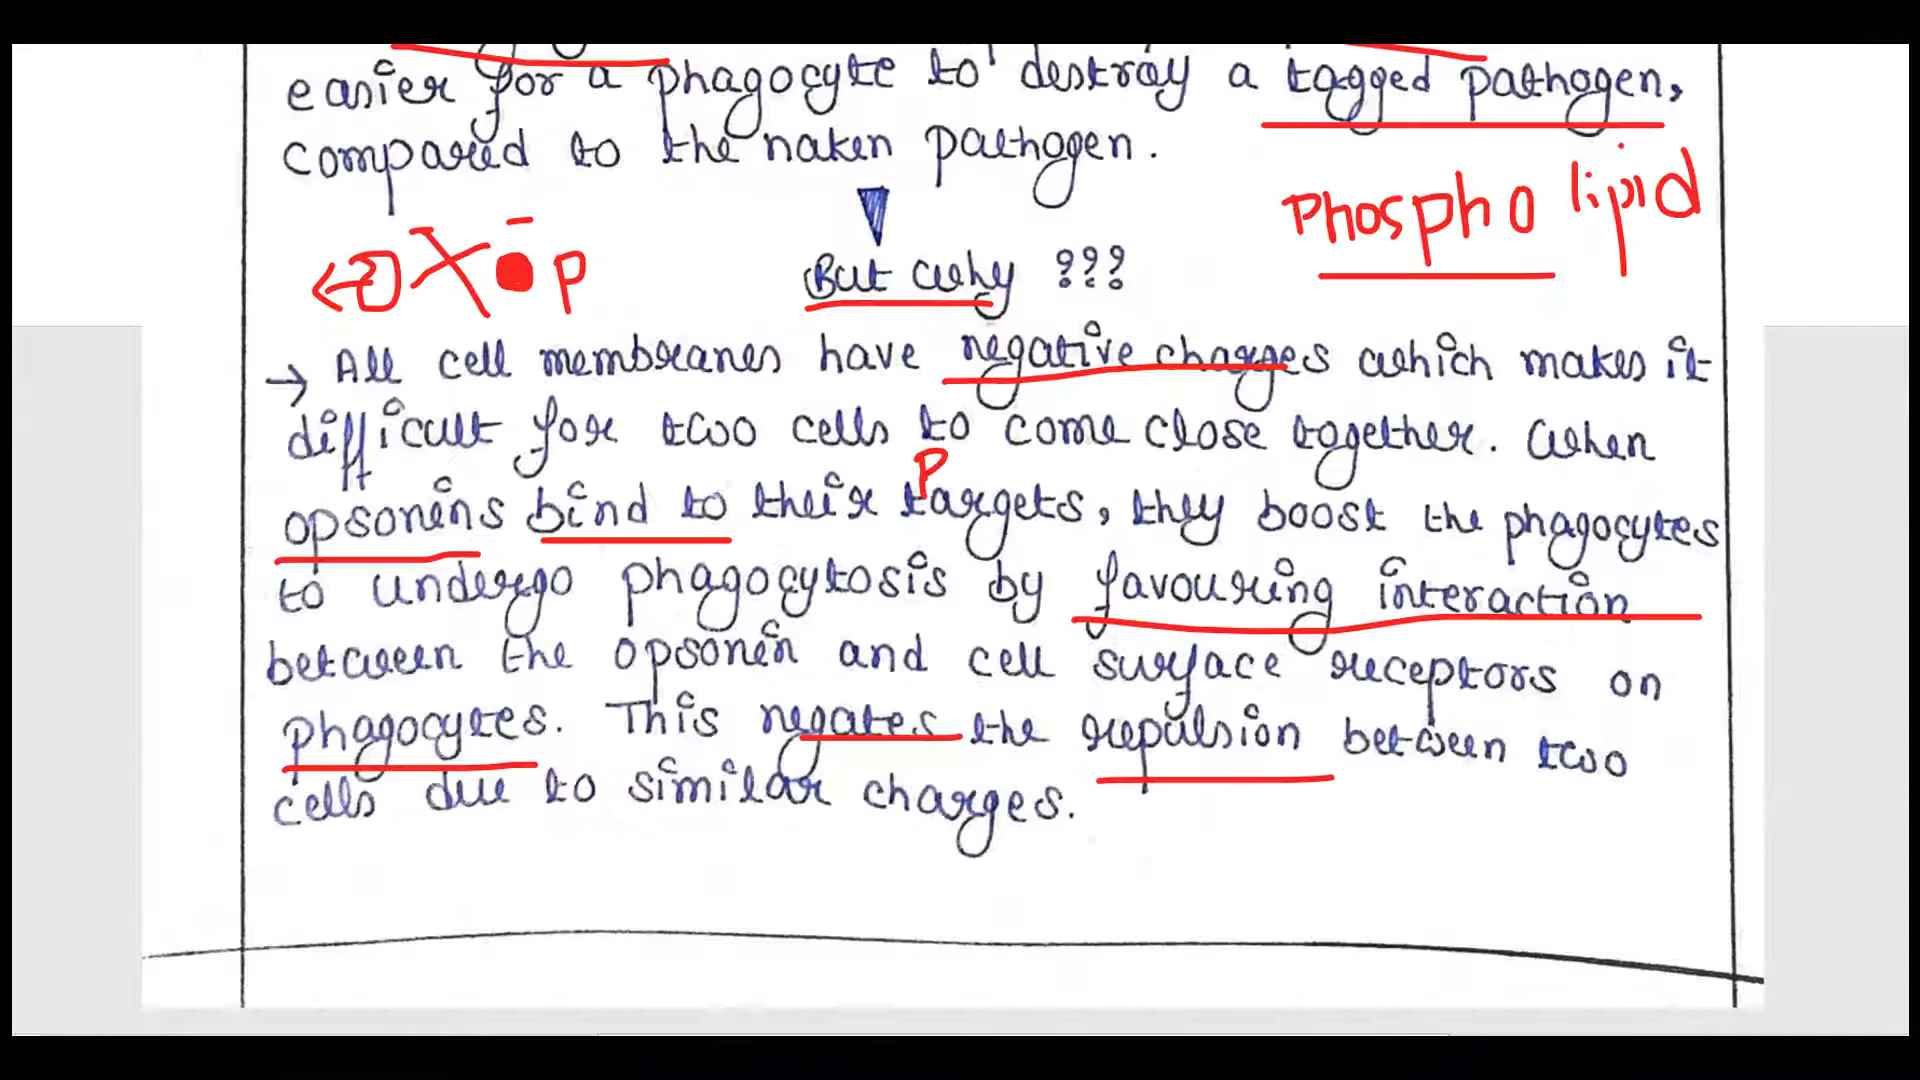 easier for a phagocyte to destroy a tagged pathogen,
compared to the naken pathogen.
Phospho lipid
- P
But why ???
→ All cell membranes have negative charges which makes it
difficult for two cells to come close together. When
P
opsonins bind to their targets, they boost the phagocytes
to undergo phagocytosis by favouring interaction
between the opsonin and cell surface receptors on
phagocytes. This negates the repulsion between two
cells due to similar charges.